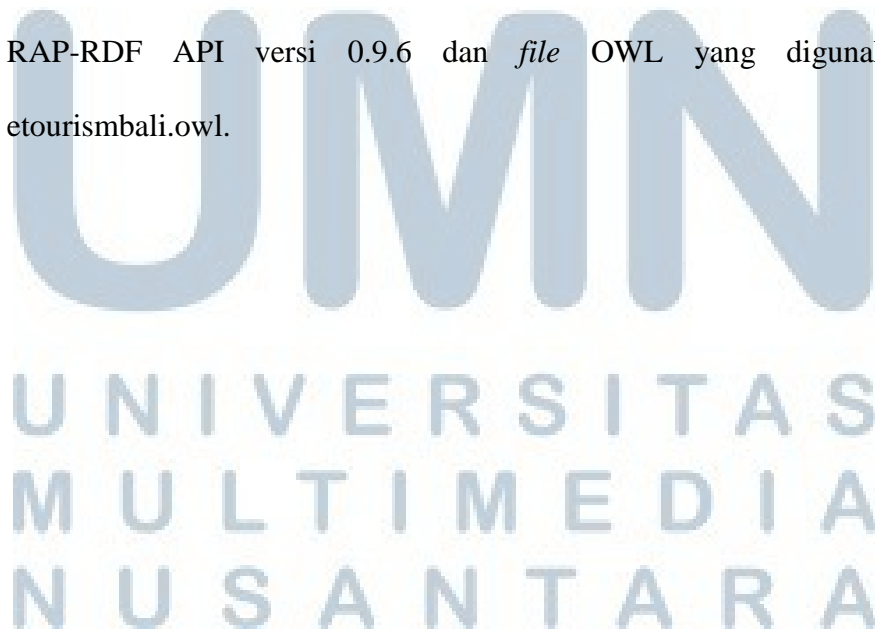 RAP-RDF API versi 0.9.6 dan file OWL yang diguna
etourismbali.owl.
UMN
UNIVERSITAS
MULTIMEDIA
NUSANTARA